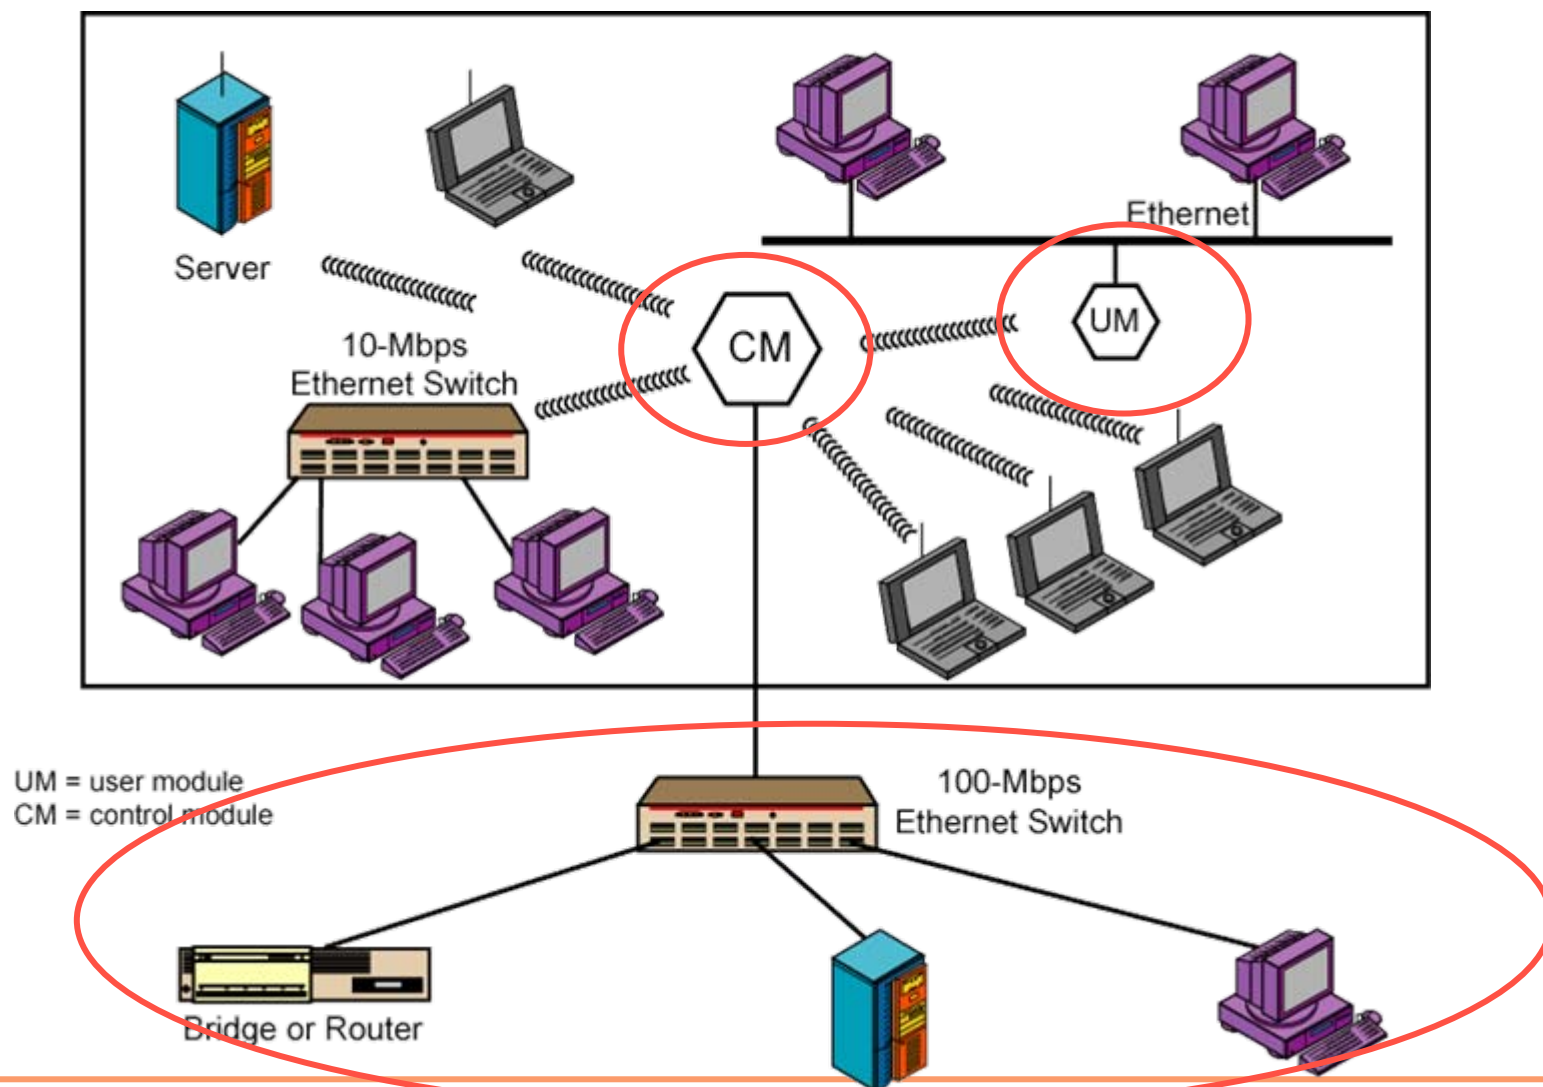 Ethernet
Server
CM
UM
10-Mbps
Ethernet Switch
UM = user module
CM = control module
100-Mbps
Ethernet Switch
Bridge or Router